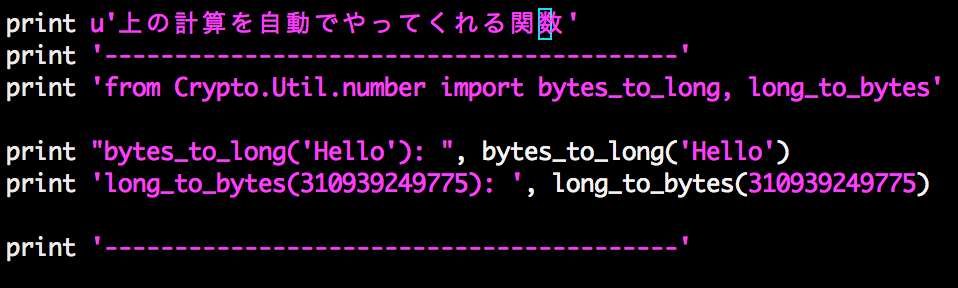 print u'上の計算を自動でやってくれる関数'
print '-----------------------------------------'
print 'from Crypto.Util.number import bytes_to_long, long_to_bytes'
print "bytes_to_long('Hello'): ", bytes_to_long('Hello')
print 'long_to_bytes(310939249775): ', long_to_bytes(310939249775)
print '-----------------------------------------'